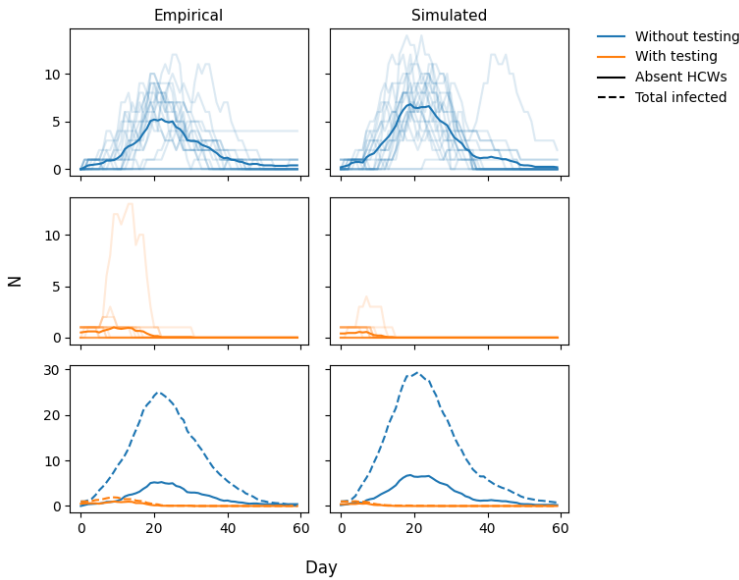 Empirical
Simulated
Without testing
With testing
Absent HCWs
Total infected
10
5
0
10
5
0
N
30
20
10
0
0
20
40
60
0
20
40
60
Day